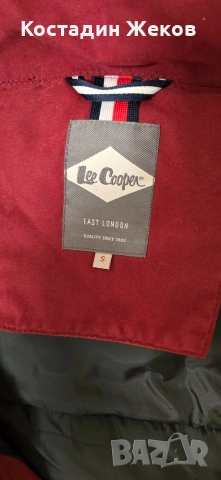 Костадин Жеков
Lee Cooper
EAST LONDON
QUALITY SINCE 1908
S
BAZAR